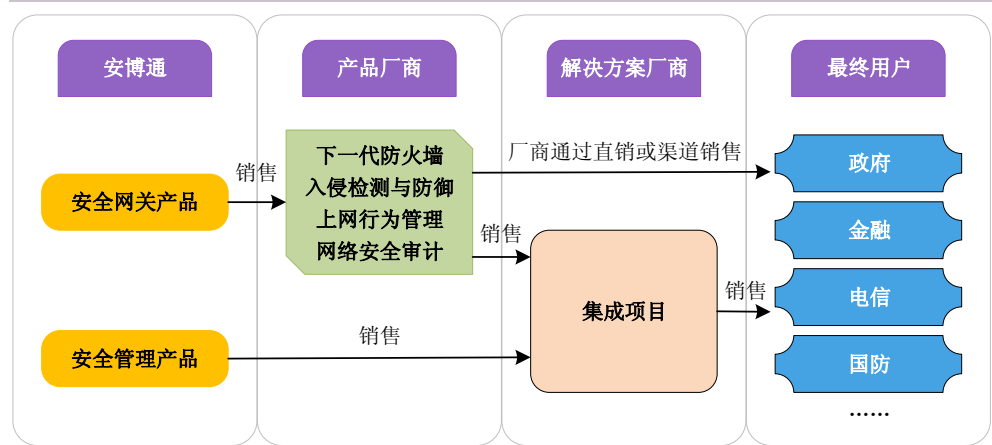 安博通
产品厂商
解决方案厂商
最终用户
下一代防火墙
入侵检测与防御
上网行为管理
网络安全审计
厂商通过直销或渠道销售
政府
销售
安全网关产品
金融
销售
集成项目
销售
电信
安全管理产品
销售
国防
……